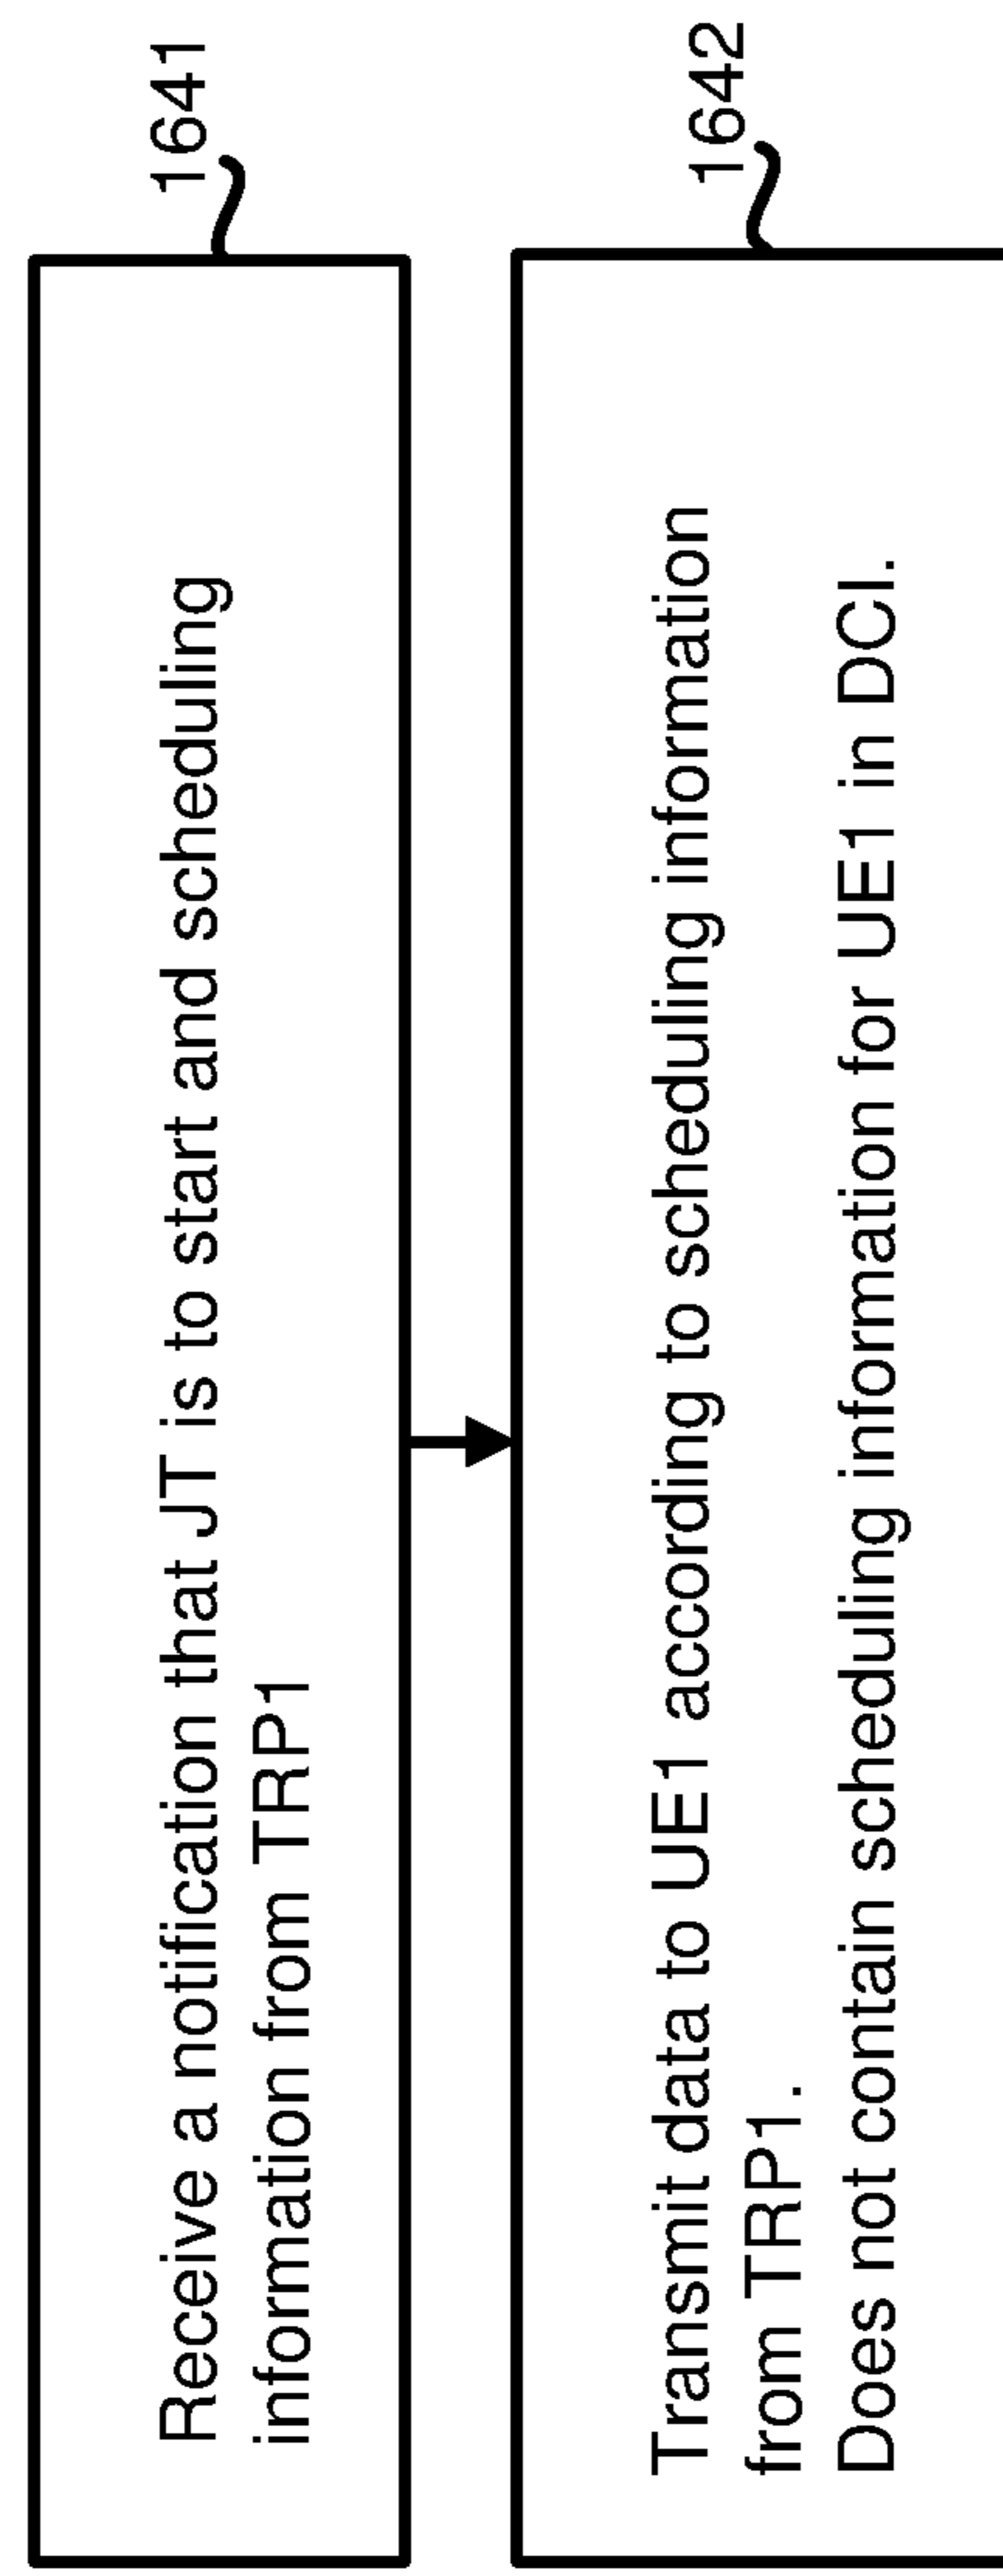 1641
Receive a notification that JT is to start and scheduling
information from TRP1
1642
Transmit data to UE1 according to scheduling information
from TRP1.
Does not contain scheduling information for UE1 in DCI.